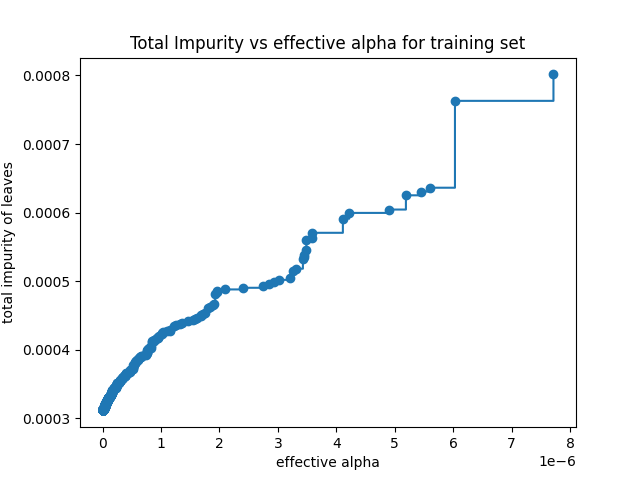 Total Impurity vs effective alpha for training set
total impurity of leaves
0.0008
0.0007
0.0006
0.0005
0.0004
0.0003
0 1 2 3 4 5 6 7 8
1e−6
effective alpha